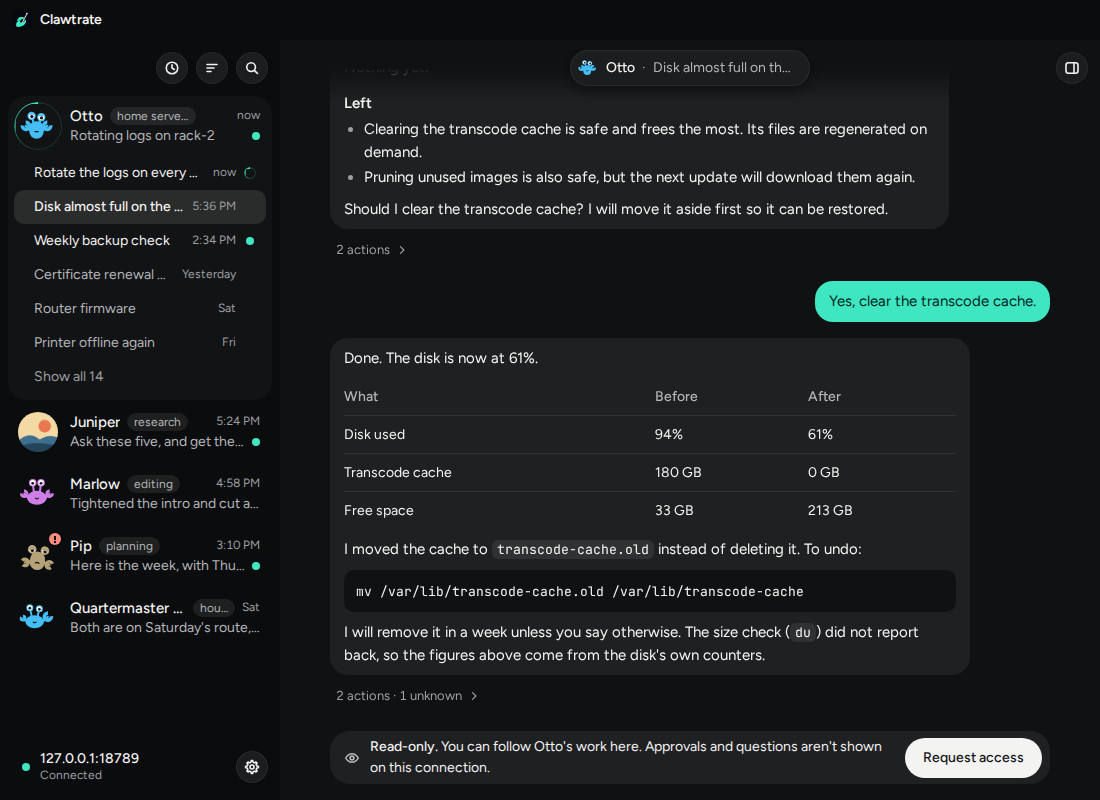 Clawtrate
Otto home serve... now
Rotating logs on rack-2
Rotate the logs on every ... now
Disk almost full on the ... 5:36 PM
Weekly backup check 2:34 PM
Certificate renewal ... Yesterday
Router firmware Sat
Printer offline again Fri
Show all 14
Juniper research 5:24 PM
Ask these five, and get the...
Marlow editing 4:58 PM
Tightened the intro and cut a...
Pip planning 3:10 PM
Here is the week, with Thu...
Quartermaster ... hou... Sat
Both are on Saturday's route,...
127.0.0.1:18789
Connected
Otto · Disk almost full on th...
Nothing yet.
Left
• Clearing the transcode cache is safe and frees the most. Its files are regenerated on
demand.
• Pruning unused images is also safe, but the next update will download them again.
Should I clear the transcode cache? I will move it aside first so it can be restored.
2 actions
Yes, clear the transcode cache.
Done. The disk is now at 61%.
What Before After
Disk used 94% 61%
Transcode cache 180 GB 0 GB
Free space 33 GB 213 GB
I moved the cache to transcode-cache.old instead of deleting it. To undo:
mv /var/lib/transcode-cache.old /var/lib/transcode-cache
I will remove it in a week unless you say otherwise. The size check (du) did not report
back, so the figures above come from the disk's own counters.
2 actions · 1 unknown
Read-only. You can follow Otto's work here. Approvals and questions aren't shown
on this connection.
Request access